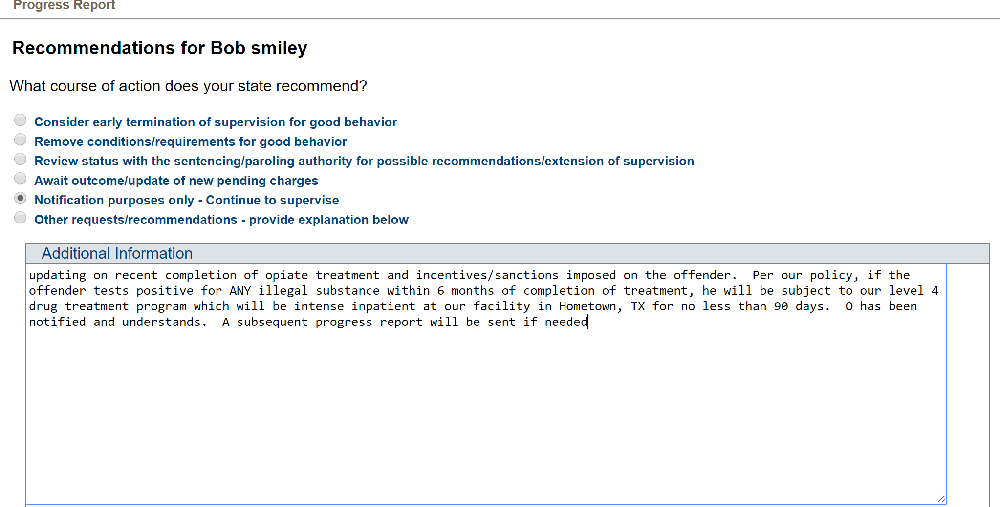 Progress Report
Recommendations for Bob smiley
What course of action does your state recommend?
Consider early termination of supervision for good behavior
Remove conditions/requirements for good behavior
Review status with the sentencing/paroling authority for possible recommendations/extension of supervision
Await outcome/update of new pending charges
Notification purposes only - Continue to supervise
Other requests/recommendations - provide explanation below
Additional Information
updating on recent completion of opiate treatment and incentives/sanctions imposed on the offender.  Per our policy, if the
offender tests positive for ANY illegal substance within 6 months of completion of treatment, he will be subject to our level 4
drug treatment program which will be intense inpatient at our facility in Hometown, TX for no less than 90 days.  O has been
notified and understands.  A subsequent progress report will be sent if needed